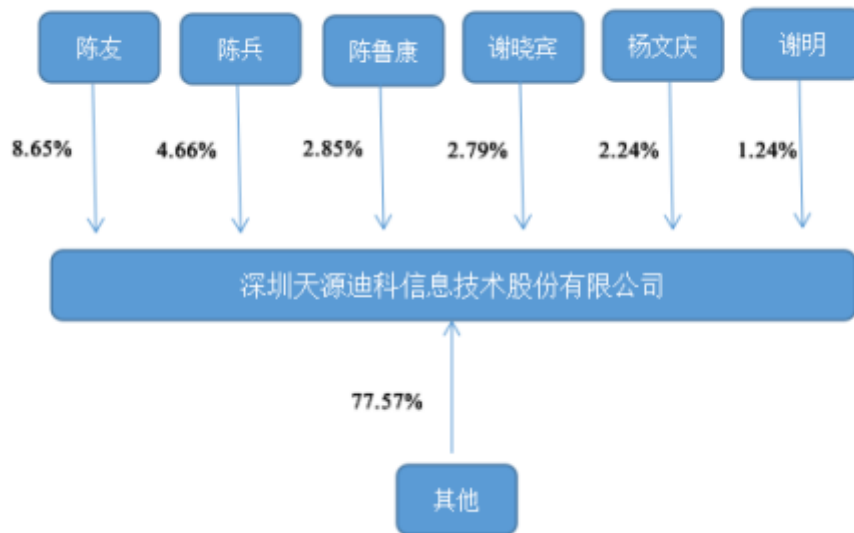 陈友
陈兵
陈鲁康
谢晓宾
杨文庆
谢明
8.65%
4.66%
2.85%
2.79%
2.24%
1.24%
深圳天源迪科信息技术股份有限公司
77.57%
其他